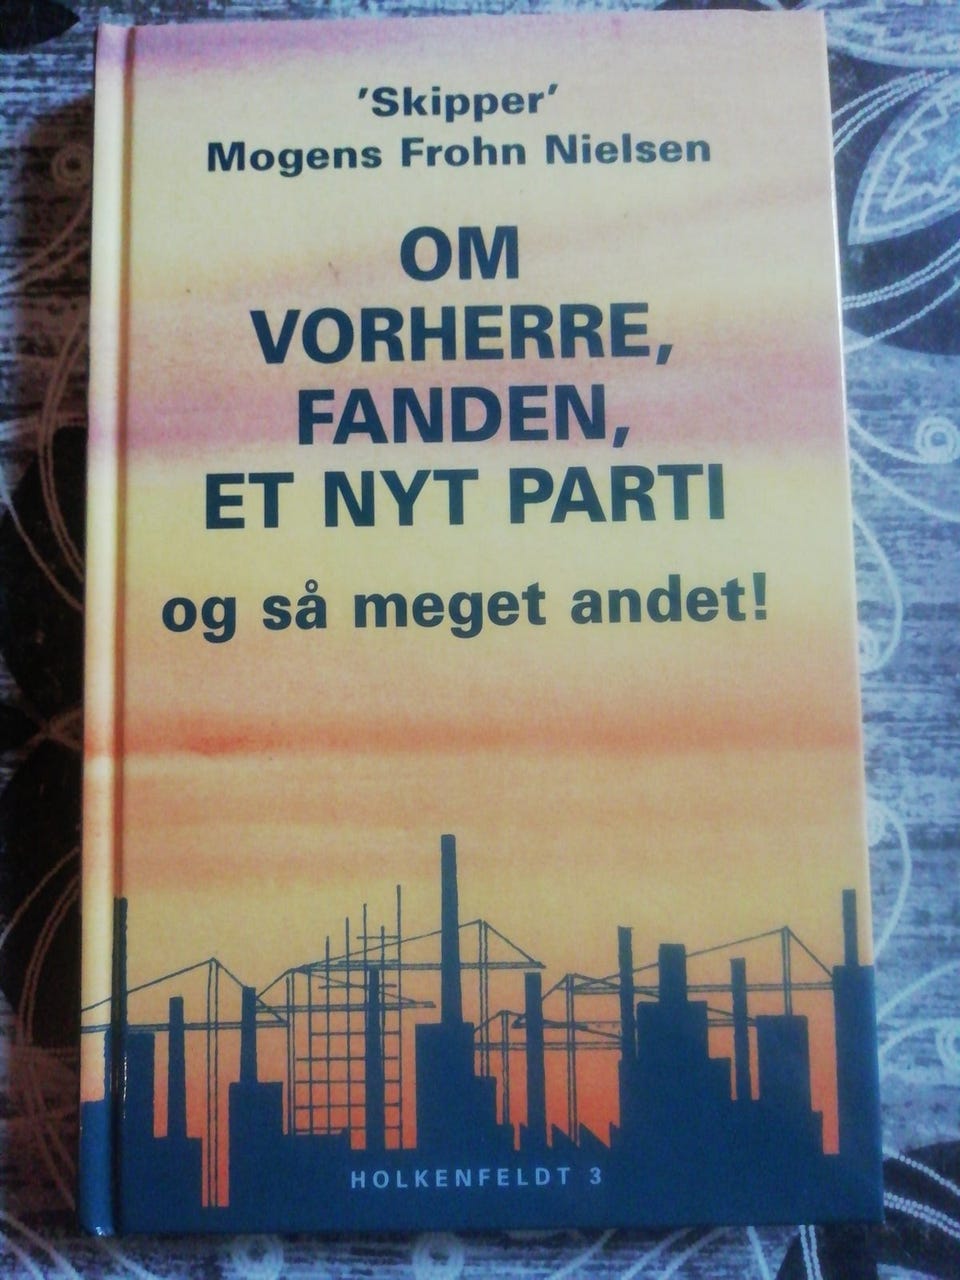 'Skipper'
Mogens Frohn Nielsen
OM
VORHERRE,
FANDEN,
ET NYT PARTI
og så meget andet!
HOLKENFELDT 3